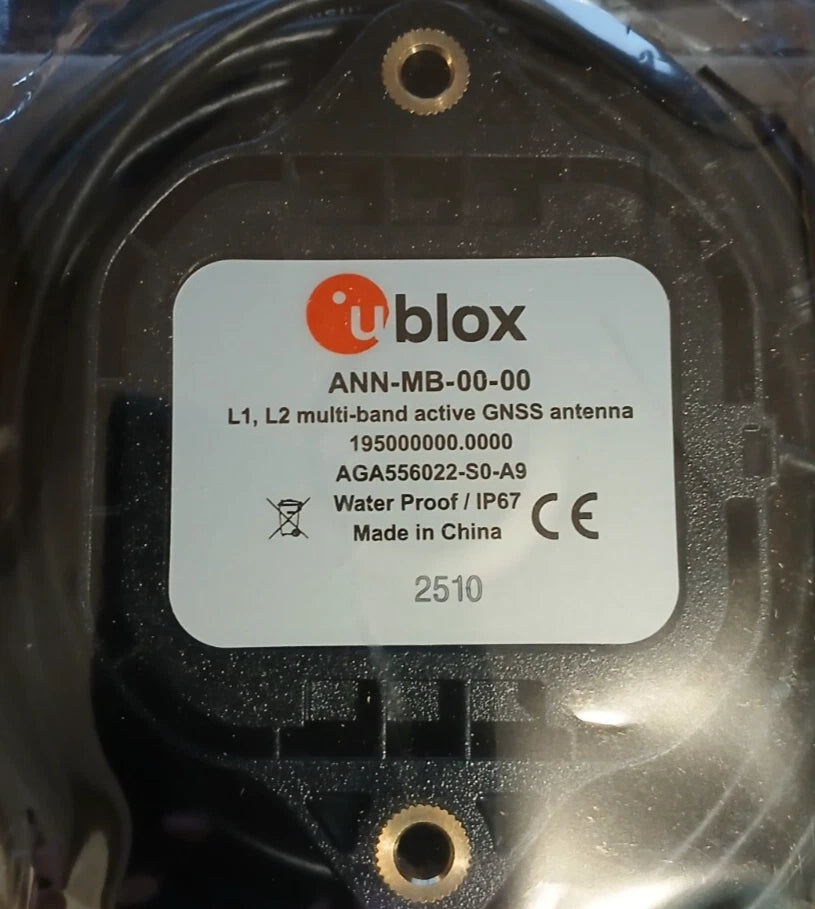 ublox
ANN-MB-00-00
L1, L2 multi-band active GNSS antenna
195000000.0000
AGA556022-S0-A9
Water Proof / IP67
Made in China
CE
2510